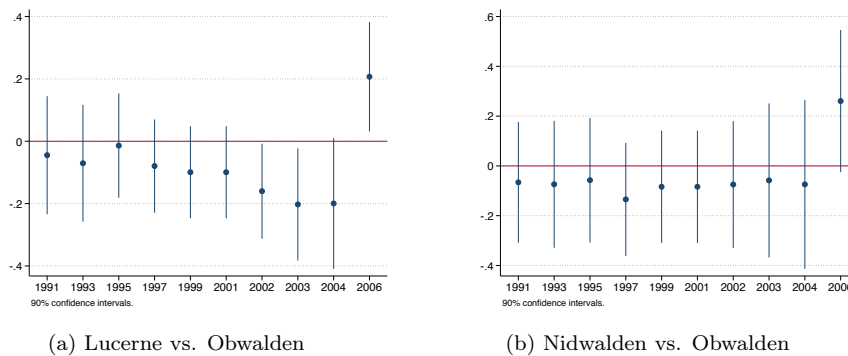 .4
.2
0
-.2
-.4
1991 1993 1995 1997 1999 2001 2002 2003 2004 2006
90% confidence intervals.
(a) Lucerne vs. Obwalden
.6
.4
.2
0
-.2
-.4
1991 1993 1995 1997 1999 2001 2002 2003 2004 2006
90% confidence intervals.
(b) Nidwalden vs. Obwalden